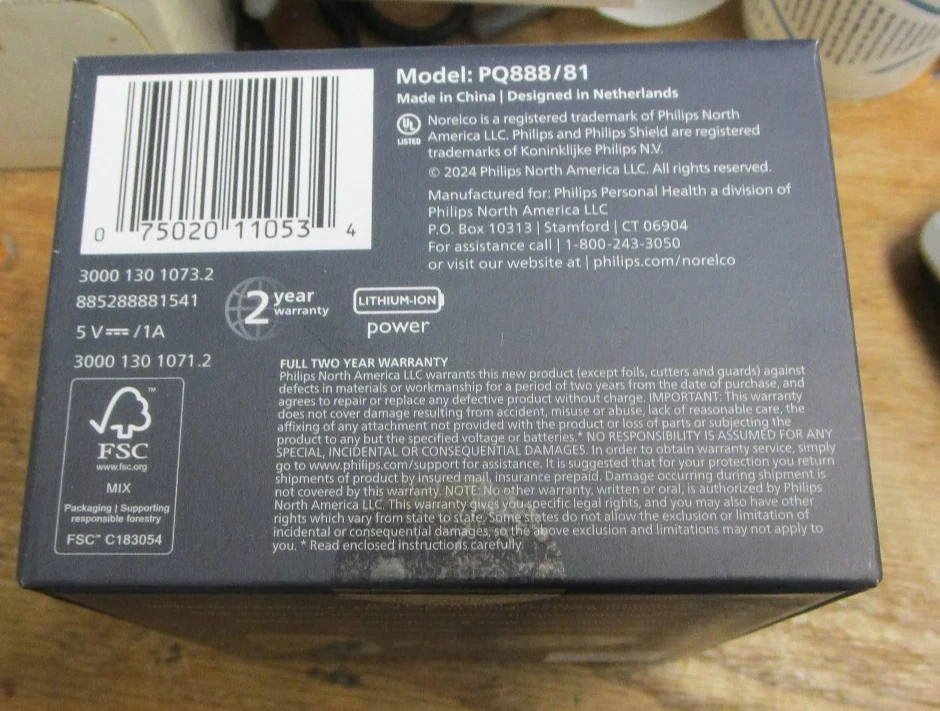 0 75020 11053 4
Model: PQ888/81
Made in China | Designed in Netherlands
UL
LISTED
Norelco is a registered trademark of Philips North
America LLC. Philips and Philips Shield are registered
trademarks of Koninklijke Philips N.V.
© 2024 Philips North America LLC. All rights reserved.
Manufactured for: Philips Personal Health a division of
Philips North America LLC
P.O. Box 10313 | Stamford | CT 06904
For assistance call | 1-800-243-3050
or visit our website at | philips.com/norelco
3000 130 1073.2
885288881541
5 V⎓/1A
3000 130 1071.2
2 year
warranty
LITHIUM-ION
power
FSC™
www.fsc.org
MIX
Packaging | Supporting
responsible forestry
FSC™ C183054
FULL TWO YEAR WARRANTY
Philips North America LLC warrants this new product (except foils, cutters and guards) against
defects in materials or workmanship for a period of two years from the date of purchase, and
agrees to repair or replace any defective product without charge. IMPORTANT: This warranty
does not cover damage resulting from accident, misuse or abuse, lack of reasonable care, the
affixing of any attachment not provided with the product or loss of parts or subjecting the
product to any but the specified voltage or batteries.* NO RESPONSIBILITY IS ASSUMED FOR ANY
SPECIAL, INCIDENTAL OR CONSEQUENTIAL DAMAGES. In order to obtain warranty service, simply
go to www.philips.com/support for assistance. It is suggested that for your protection you return
shipments of product by insured mail, insurance prepaid. Damage occurring during shipment is
not covered by this warranty. NOTE: No other warranty, written or oral, is authorized by Philips
North America LLC. This warranty gives you specific legal rights, and you may also have other
rights which vary from state to state. Some states do not allow the exclusion or limitation of
incidental or consequential damages, so the above exclusion and limitations may not apply to
you. * Read enclosed instructions carefully.